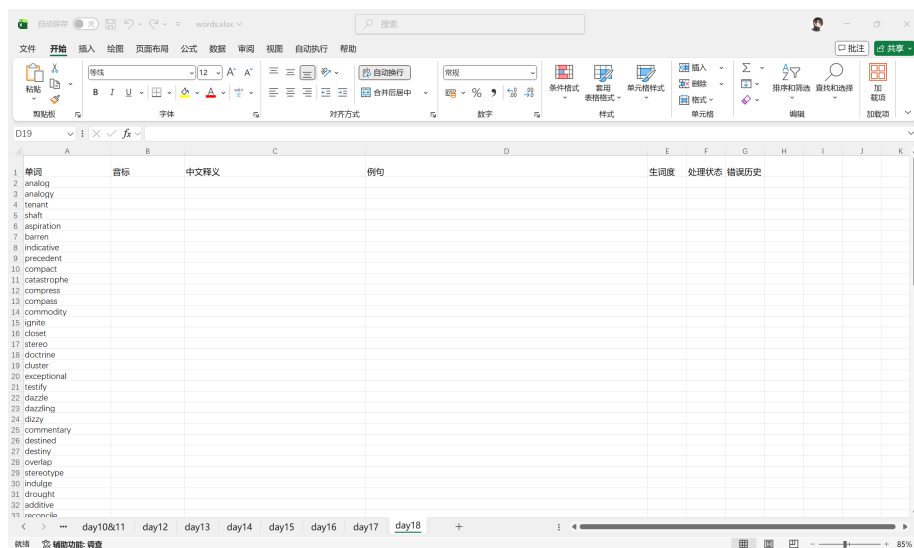 自动保存 关 words.xlsx 搜索
文件 开始 插入 绘图 页面布局 公式 数据 审阅 视图 自动执行 帮助 批注 共享
粘贴 等线 12 A A 自动换行 常规 条件格式 套用 表格格式 单元格样式 插入 排序和筛选 查找和选择 加 载项
B I U A 合并后居中 % 删除
格式
剪贴板 字体 对齐方式 数字 样式 单元格 编辑 加载项
D19 fx
A B C D E F G H I J K
1 单词 音标 中文释义 例句 生词度 处理状态 错误历史
2 analog
3 analogy
4 tenant
5 shaft
6 aspiration
7 barren
8 indicative
9 precedent
10 compact
11 catastrophe
12 compress
13 compass
14 commodity
15 ignite
16 closet
17 stereo
18 doctrine
19 cluster
20 exceptional
21 testify
22 dazzle
23 dazzling
24 dizzy
25 commentary
26 destined
27 destiny
28 overlap
29 stereotype
30 indulge
31 drought
32 additive
33 reconcile
day10&11 day12 day13 day14 day15 day16 day17 day18
就绪 辅助功能: 调查 85%